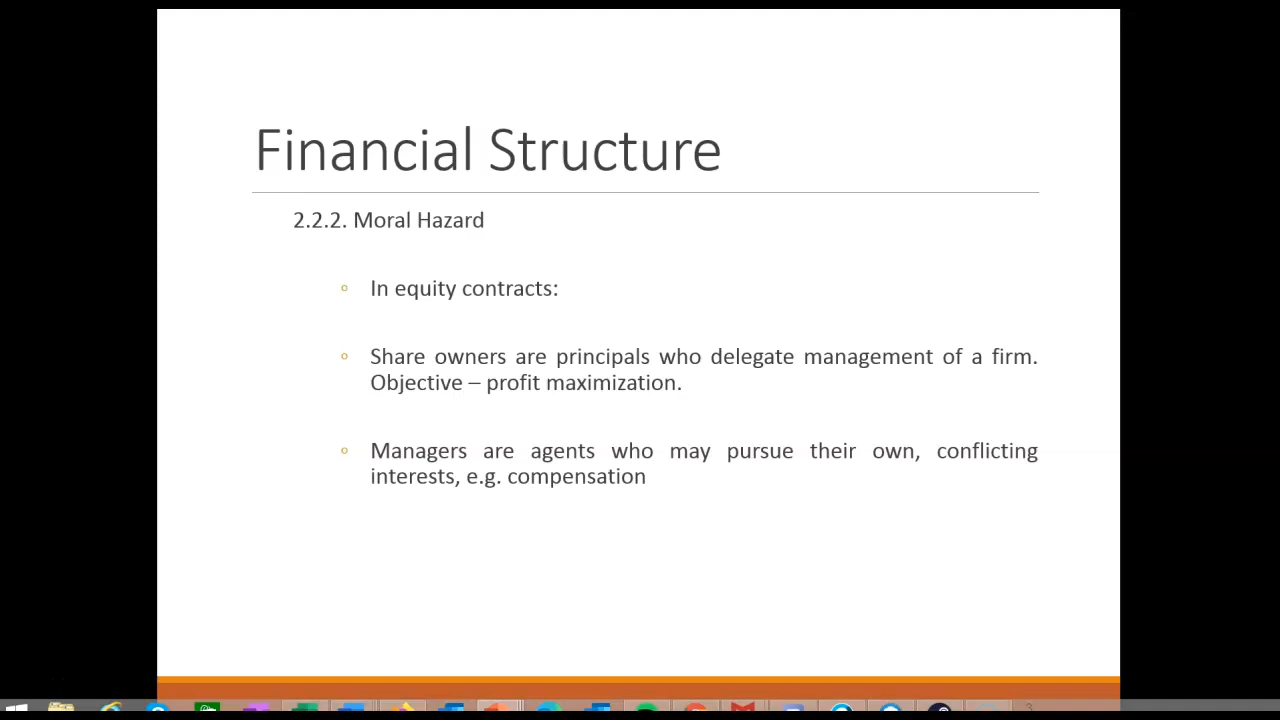 Financial Structure
2.2.2. Moral Hazard
In equity contracts:
Share owners are principals who delegate management of a firm.
Objective – profit maximization.
Managers are agents who may pursue their own, conflicting
interests, e.g. compensation